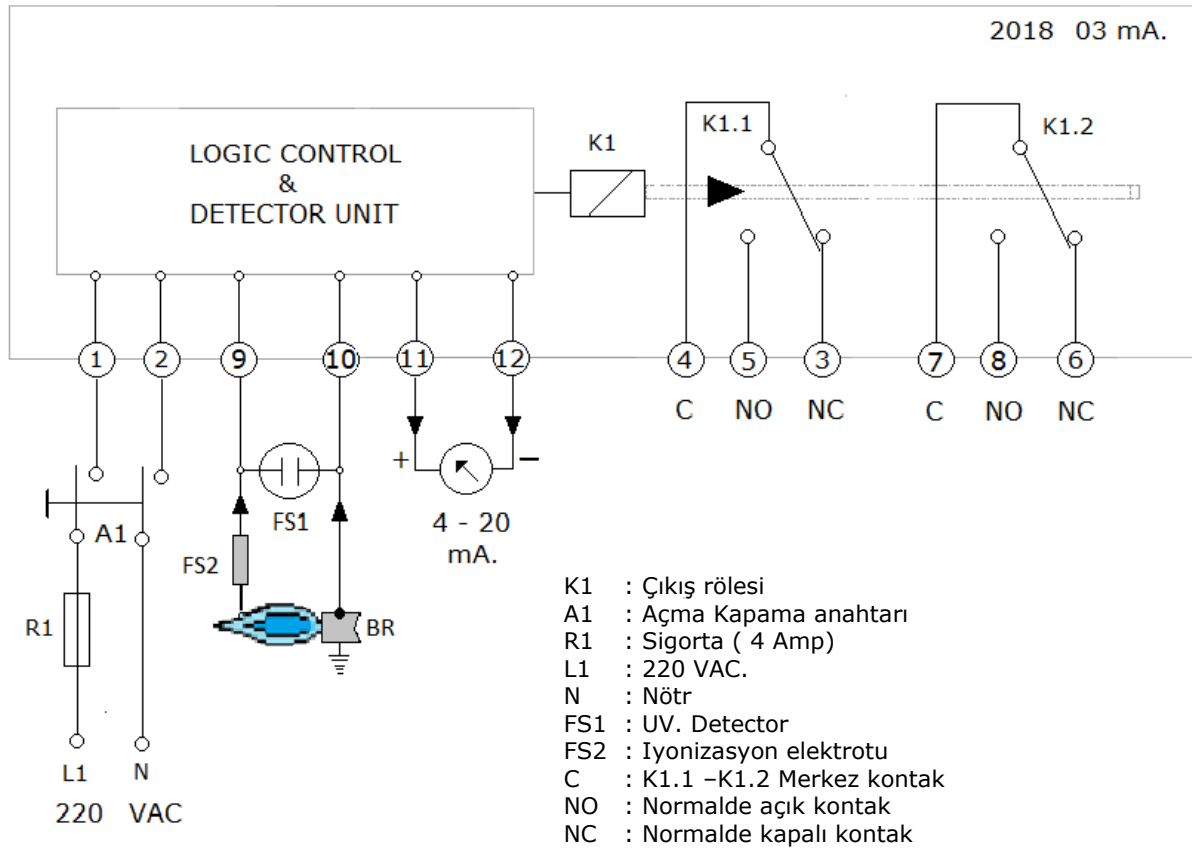 2018 03 mA.
LOGIC CONTROL
&
DETECTOR UNIT
K1
K1.1
K1.2
1
2
9
10
11
12
4
5
3
7
8
6
C
NO
NC
C
NO
NC
+
−
FS1
4 - 20
mA.
A1
FS2
R1
BR
L1
N
220 VAC
K1 : Çıkış rölesi
A1 : Açma Kapama anahtarı
R1 : Sigorta ( 4 Amp)
L1 : 220 VAC.
N : Nötr
FS1 : UV. Detector
FS2 : Iyonizasyon elektrotu
C : K1.1 –K1.2 Merkez kontak
NO : Normalde açık kontak
NC : Normalde kapalı kontak